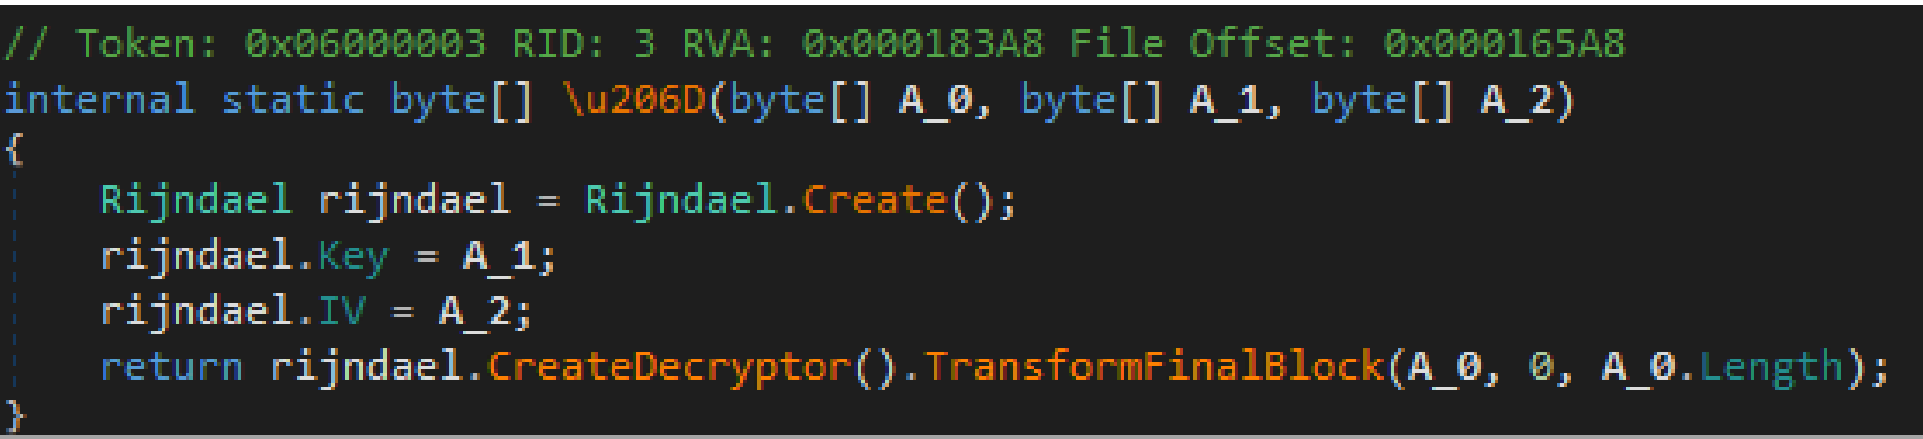 // Token: 0x06000003 RID: 3 RVA: 0x000183A8 File Offset: 0x000165A8
internal static byte[] \u206D(byte[] A_0, byte[] A_1, byte[] A_2)
{
    Rijndael rijndael = Rijndael.Create();
    rijndael.Key = A_1;
    rijndael.IV = A_2;
    return rijndael.CreateDecryptor().TransformFinalBlock(A_0, 0, A_0.Length);
}